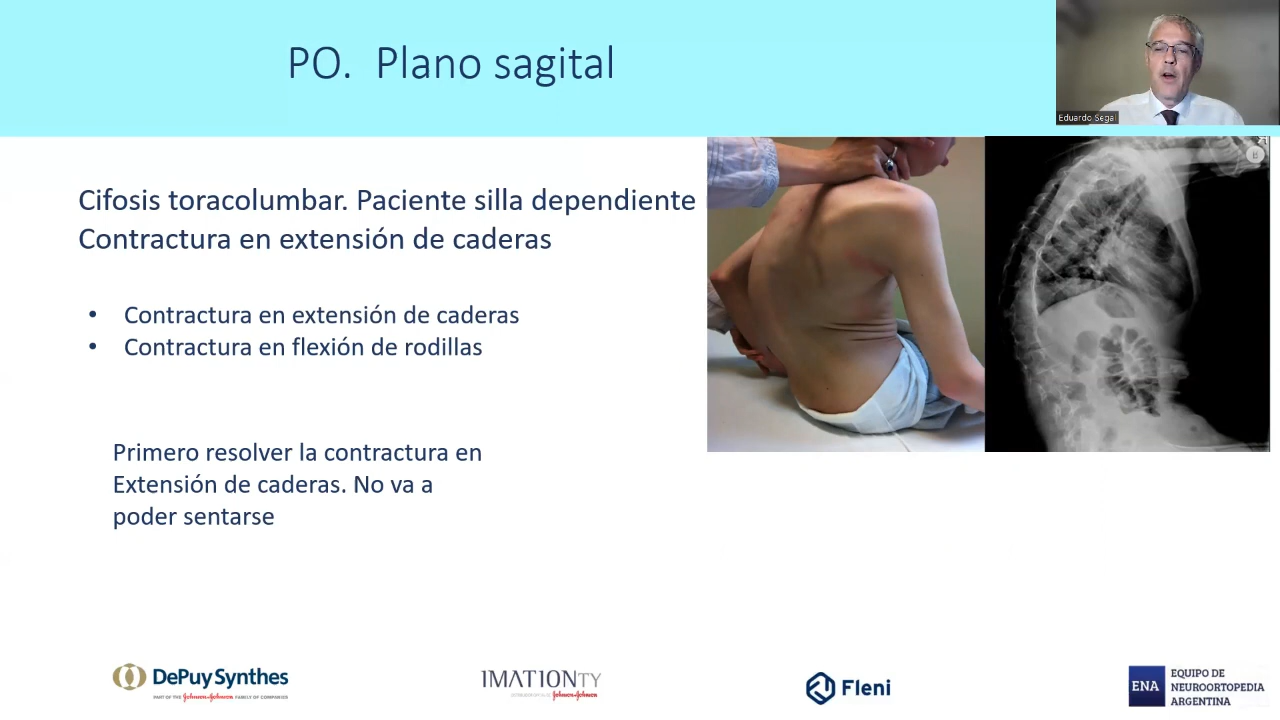 PO. Plano sagital
Eduardo Segal
Cifosis toracolumbar. Paciente silla dependiente
Contractura en extensión de caderas
• Contractura en extensión de caderas
• Contractura en flexión de rodillas
Primero resolver la contractura en
Extensión de caderas. No va a
poder sentarse
DePuy Synthes
PART OF THE Johnson & Johnson FAMILY OF COMPANIES
IMATIONTY
Johnson & Johnson
Fleni
ENA
EQUIPO DE
NEUROORTOPEDIA
ARGENTINA